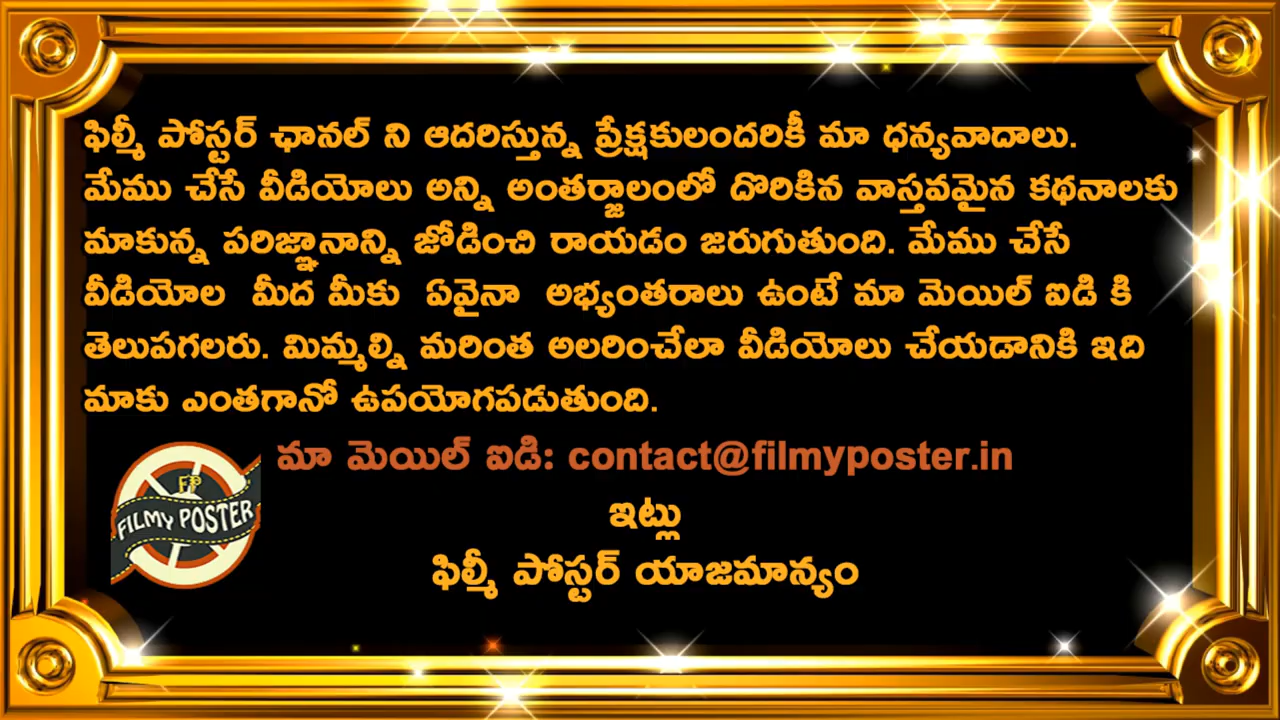 ఫిల్మీ పోస్టర్ ఛానల్ ని ఆదరిస్తున్న ప్రేక్షకులందరికీ మా ధన్యవాదాలు.
మేము చేసే వీడియోలు అన్ని అంతర్జాలంలో దొరికిన వాస్తవమైన కథనాలకు
మాకున్న పరిజ్ఞానాన్ని జోడించి రాయడం జరుగుతుంది. మేము చేసే
వీడియోల మీద మీకు ఏవైనా అభ్యంతరాలు ఉంటే మా మెయిల్ ఐడి కి
తెలుపగలరు. మిమ్మల్ని మరింత అలరించేలా వీడియోలు చేయడానికి ఇది
మాకు ఎంతగానో ఉపయోగపడుతుంది.
మా మెయిల్ ఐడి: contact@filmyposter.in
FP
FILMY POSTER
ఇట్లు
ఫిల్మీ పోస్టర్ యాజమాన్యం